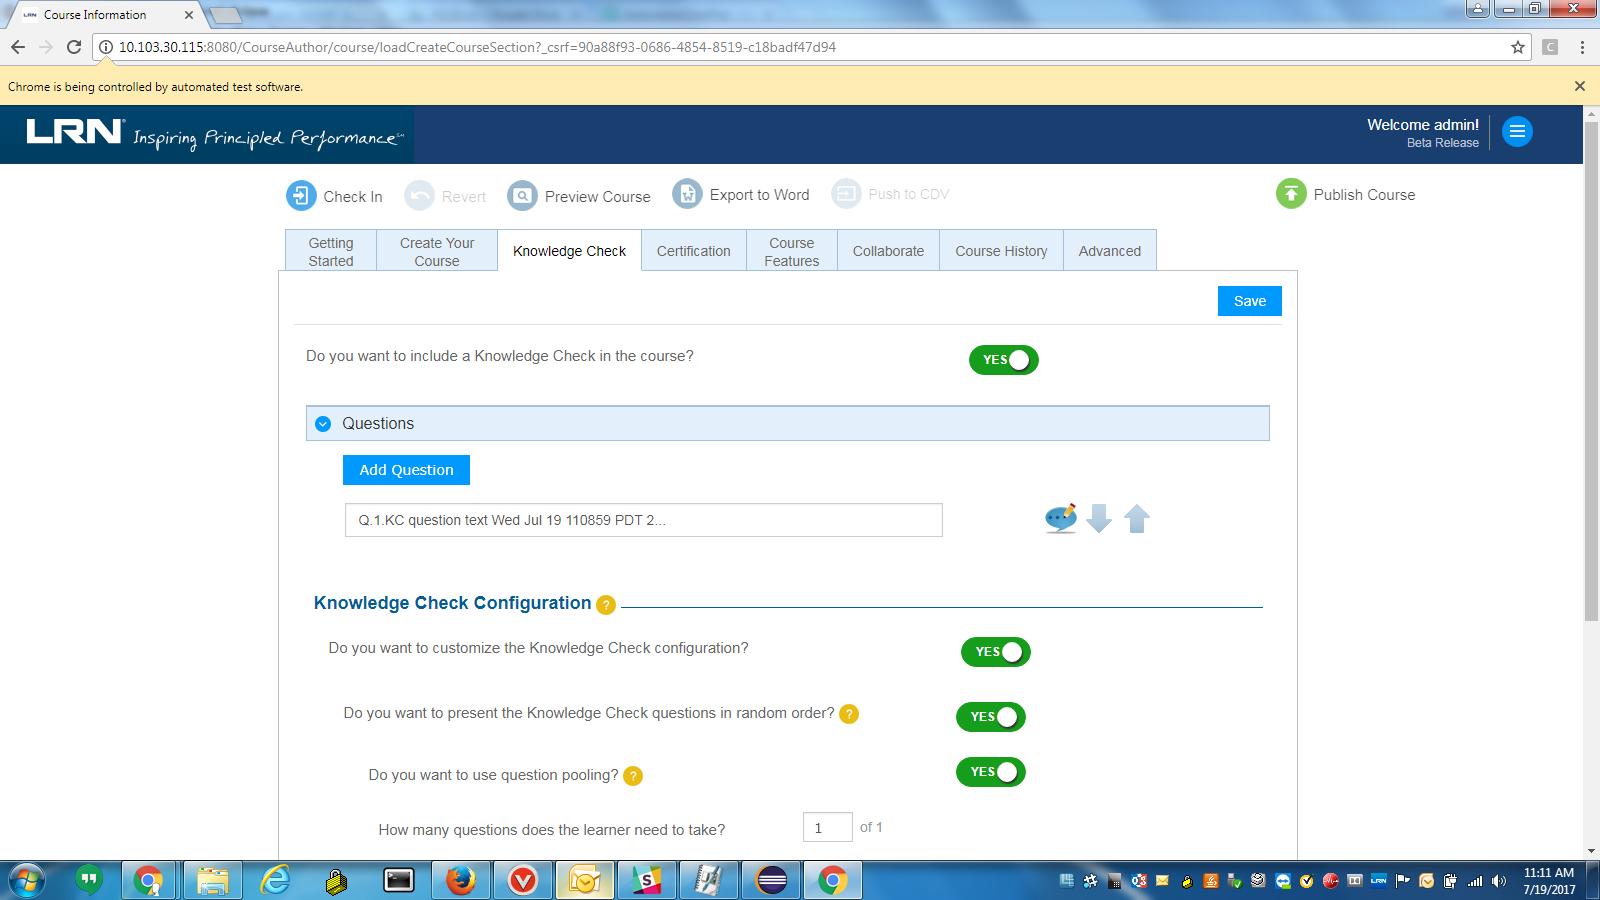 LRN Course Information
10.103.30.115:8080/CourseAuthor/course/loadCreateCourseSection?_csrf=90a88f93-0686-4854-8519-c18badf47d94
C
Chrome is being controlled by automated test software.
LRN Inspiring Principled Performance
Welcome admin!
Beta Release
Check In
Revert
Preview Course
Export to Word
Push to CDV
Publish Course
Getting
Started
Create Your
Course
Knowledge Check
Certification
Course
Features
Collaborate
Course History
Advanced
Save
Do you want to include a Knowledge Check in the course?
YES
Questions
Add Question
Q.1.KC question text Wed Jul 19 110859 PDT 2...
Knowledge Check Configuration ?
Do you want to customize the Knowledge Check configuration?
YES
Do you want to present the Knowledge Check questions in random order? ?
YES
Do you want to use question pooling? ?
YES
How many questions does the learner need to take?
1 of 1
LRN
11:11 AM
7/19/2017